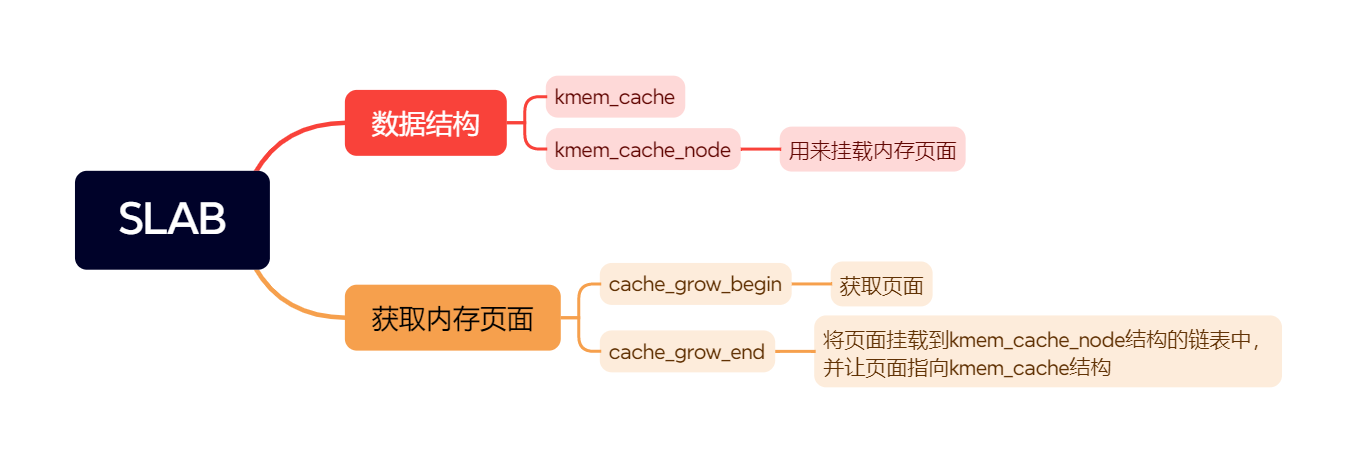 SLAB
数据结构
kmem_cache
kmem_cache_node
用来挂载内存页面
获取内存页面
cache_grow_begin
获取页面
cache_grow_end
将页面挂载到kmem_cache_node结构的链表中，
并让页面指向kmem_cache结构